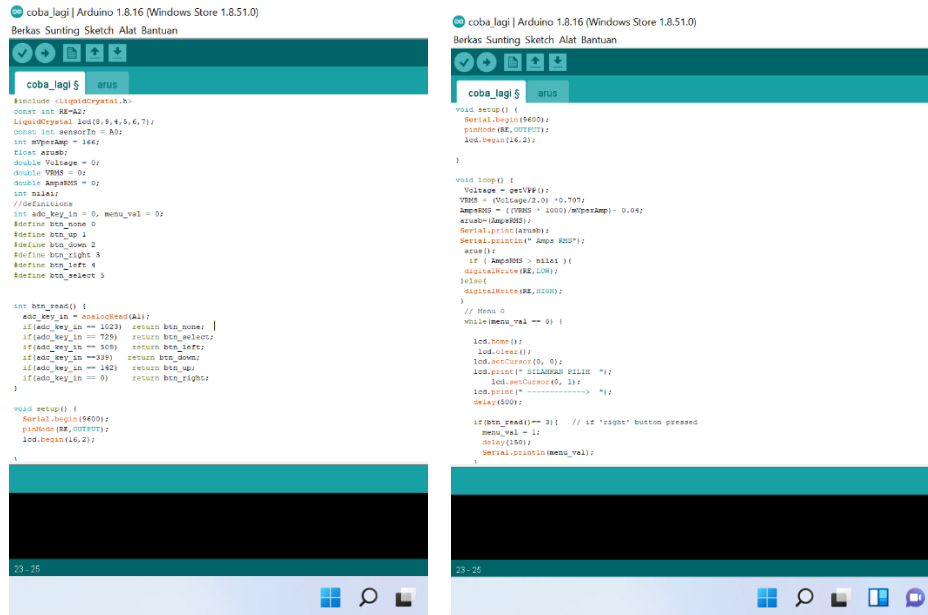 coba_lagi | Arduino 1.8.16 (Windows Store 1.8.51.0)
Berkas Sunting Sketch Alat Bantuan
coba_lagi § arus
#include <LiquidCrystal.h>
const int RE=A2;
LiquidCrystal lcd(8,9,4,5,6,7);
const int sensorIn = A0;
int mVperAmp = 166;
float arusb;
double Voltage = 0;
double VRMS = 0;
double AmpsRMS = 0;
int nilai;
//definitions
int adc_key_in = 0, menu_val = 0;
#define btn_none 0
#define btn_up 1
#define btn_down 2
#define btn_right 3
#define btn_left 4
#define btn_select 5
int btn_read() {
adc_key_in = analogRead(A1);
if(adc_key_in == 1023) return btn_none;
if(adc_key_in == 729) return btn_select;
if(adc_key_in == 509) return btn_left;
if(adc_key_in ==339) return btn_down;
if(adc_key_in == 142) return btn_up;
if(adc_key_in == 0) return btn_right;
}
void setup() {
Serial.begin(9600);
pinMode(RE,OUTPUT);
lcd.begin(16,2);
}
23 - 25
coba_lagi | Arduino 1.8.16 (Windows Store 1.8.51.0)
Berkas Sunting Sketch Alat Bantuan
coba_lagi § arus
void setup() {
Serial.begin(9600);
pinMode(RE,OUTPUT);
lcd.begin(16,2);
}
void loop() {
Voltage = getVPP();
VRMS = (Voltage/2.0) *0.707;
AmpsRMS = ((VRMS * 1000)/mVperAmp)- 0.04;
arusb=(AmpsRMS);
Serial.print(arusb);
Serial.println(" Amps RMS");
arus();
if ( AmpsRMS > nilai ){
digitalWrite(RE,LOW);
}else{
digitalWrite(RE,HIGH);
}
// Menu 0
while(menu_val == 0) {
lcd.home();
lcd.clear();
lcd.setCursor(0, 0);
lcd.print(" SILAHKAN PILIH ");
lcd.setCursor(0, 1);
lcd.print(" -------------> ");
delay(500);
if(btn_read()== 3){ // if 'right' button pressed
menu_val = 1;
delay(150);
Serial.println(menu_val);
}
23 - 25